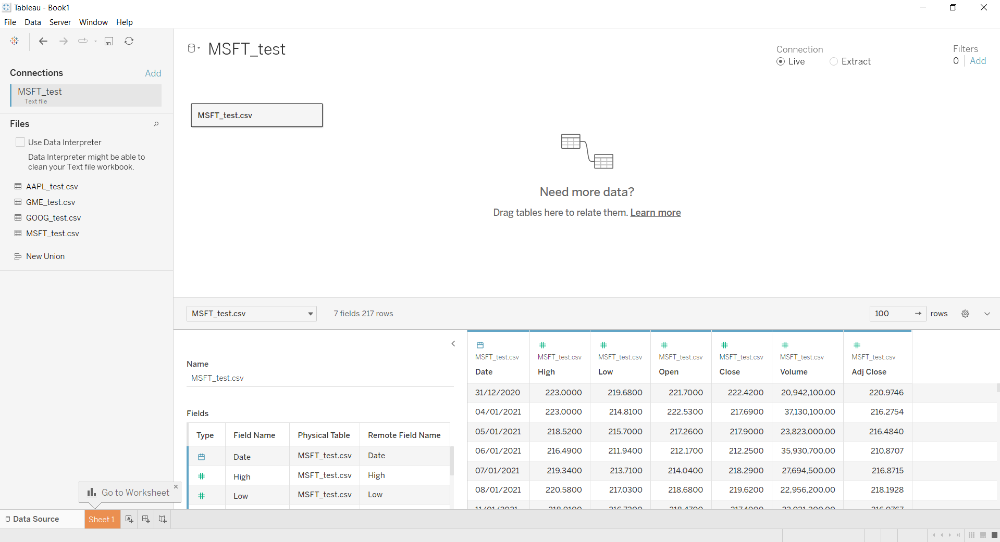 Tableau - Book1
File Data Server Window Help
Connections Add
MSFT_test
Text file
Files
Use Data Interpreter
Data Interpreter might be able to
clean your Text file workbook.
AAPL_test.csv
GME_test.csv
GOOG_test.csv
MSFT_test.csv
New Union
MSFT_test
Connection
Live Extract
Filters
0 Add
MSFT_test.csv
Need more data?
Drag tables here to relate them. Learn more
MSFT_test.csv 7 fields 217 rows 100 rows
Name
MSFT_test.csv
Fields
Type Field Name Physical Table Remote Field Name
Date MSFT_test.csv Date
High MSFT_test.csv High
Low MSFT_test.csv Low
MSFT_test.csv MSFT_test.csv MSFT_test.csv MSFT_test.csv MSFT_test.csv MSFT_test.csv MSFT_test.csv
Date High Low Open Close Volume Adj Close
31/12/2020 223.0000 219.6800 221.7000 222.4200 20,942,100.00 220.9746
04/01/2021 223.0000 214.8100 222.5300 217.6900 37,130,100.00 216.2754
05/01/2021 218.5200 215.7000 217.2600 217.9000 23,823,000.00 216.4840
06/01/2021 216.4900 211.9400 212.1700 212.2500 35,930,700.00 210.8707
07/01/2021 219.3400 213.7100 214.0400 218.2900 27,694,500.00 216.8715
08/01/2021 220.5800 217.0300 218.6800 219.6200 22,956,200.00 218.1928
Go to Worksheet
Data Source Sheet 1